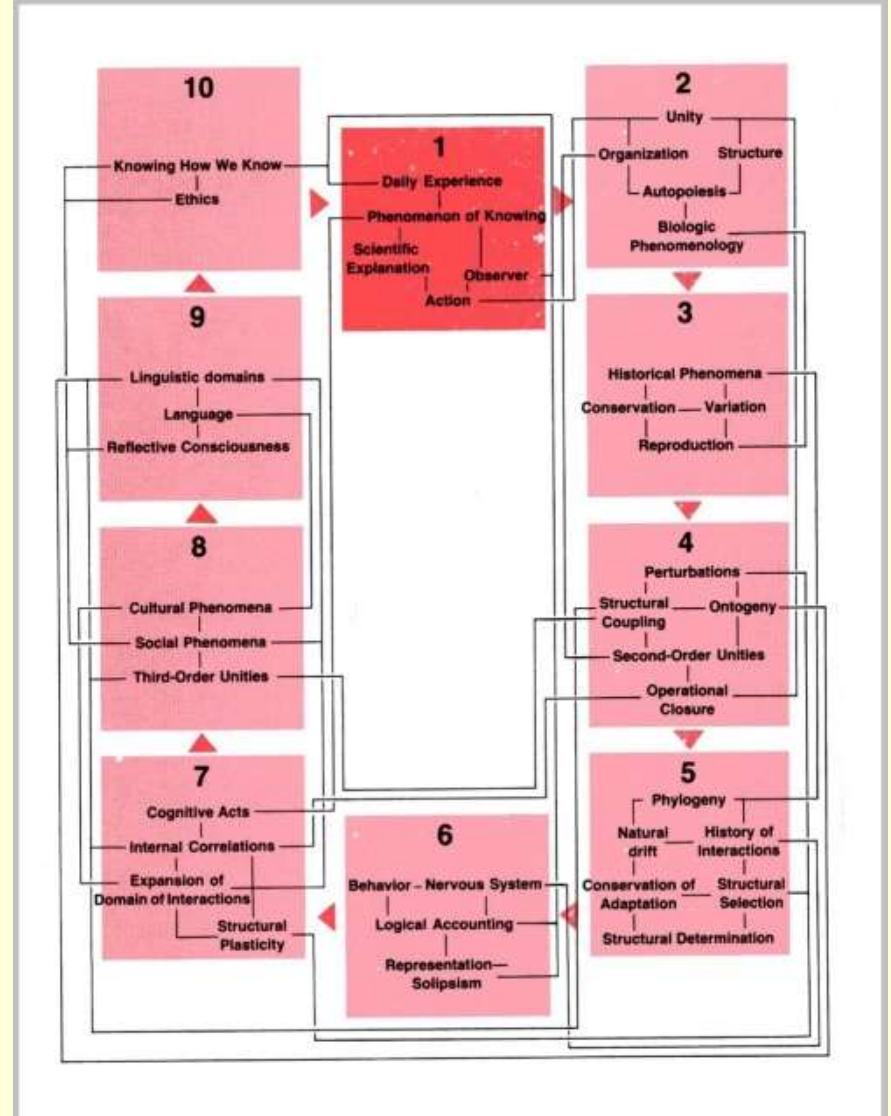 10
Knowing How We Know
Ethics
1
Daily Experience
Phenomenon of Knowing
Scientific
Explanation
Observer
Action
2
Unity
Organization Structure
Autopoiesis
Biologic
Phenomenology
9
Linguistic domains
Language
Reflective Consciousness
3
Historical Phenomena
Conservation Variation
Reproduction
8
Cultural Phenomena
Social Phenomena
Third-Order Unities
4
Perturbations
Structural
Coupling
Ontogeny
Second-Order Unities
Operational
Closure
7
Cognitive Acts
Internal Correlations
Expansion of
Domain of Interactions
Structural
Plasticity
6
Behavior – Nervous System
Logical Accounting
Representation—
Solipsism
5
Phylogeny
Natural
drift
History of
Interactions
Conservation of
Adaptation
Structural
Selection
Structural Determination